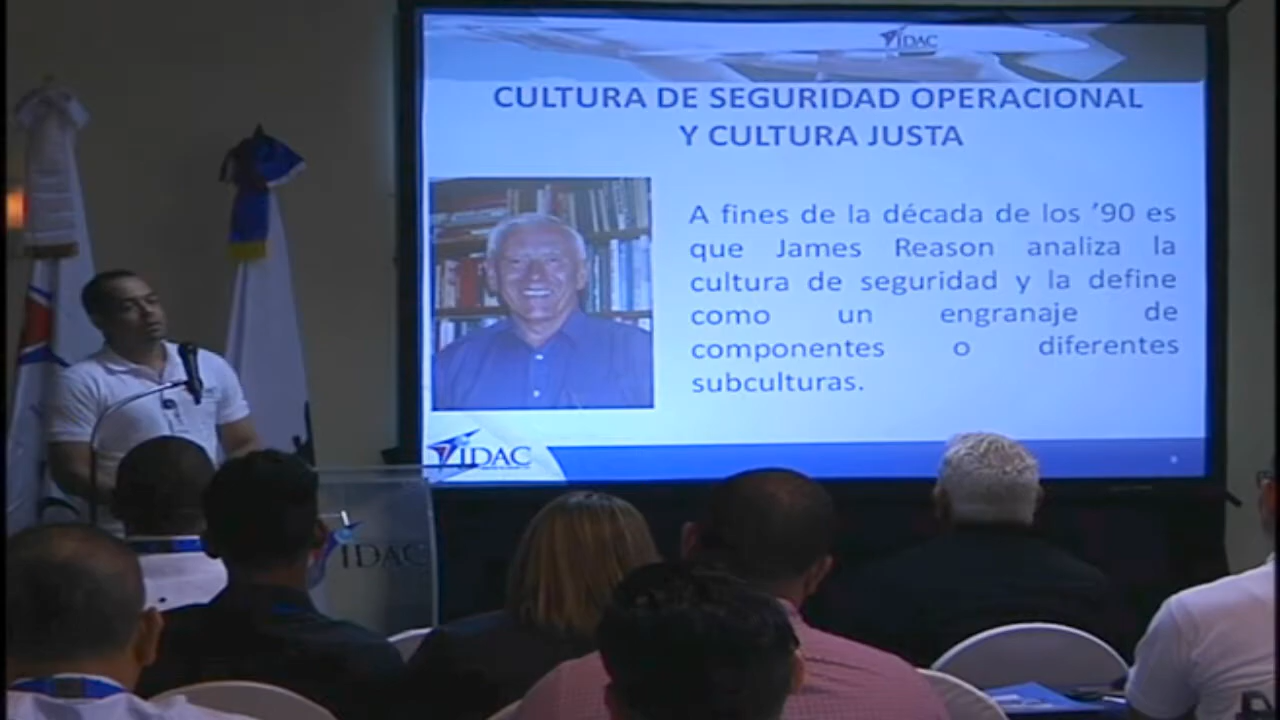 IDAC
CULTURA DE SEGURIDAD OPERACIONAL
Y CULTURA JUSTA
A fines de la década de los ’90 es
que James Reason analiza la
cultura de seguridad y la define
como un engranaje de
componentes o diferentes
subculturas.
IDAC
IDAC